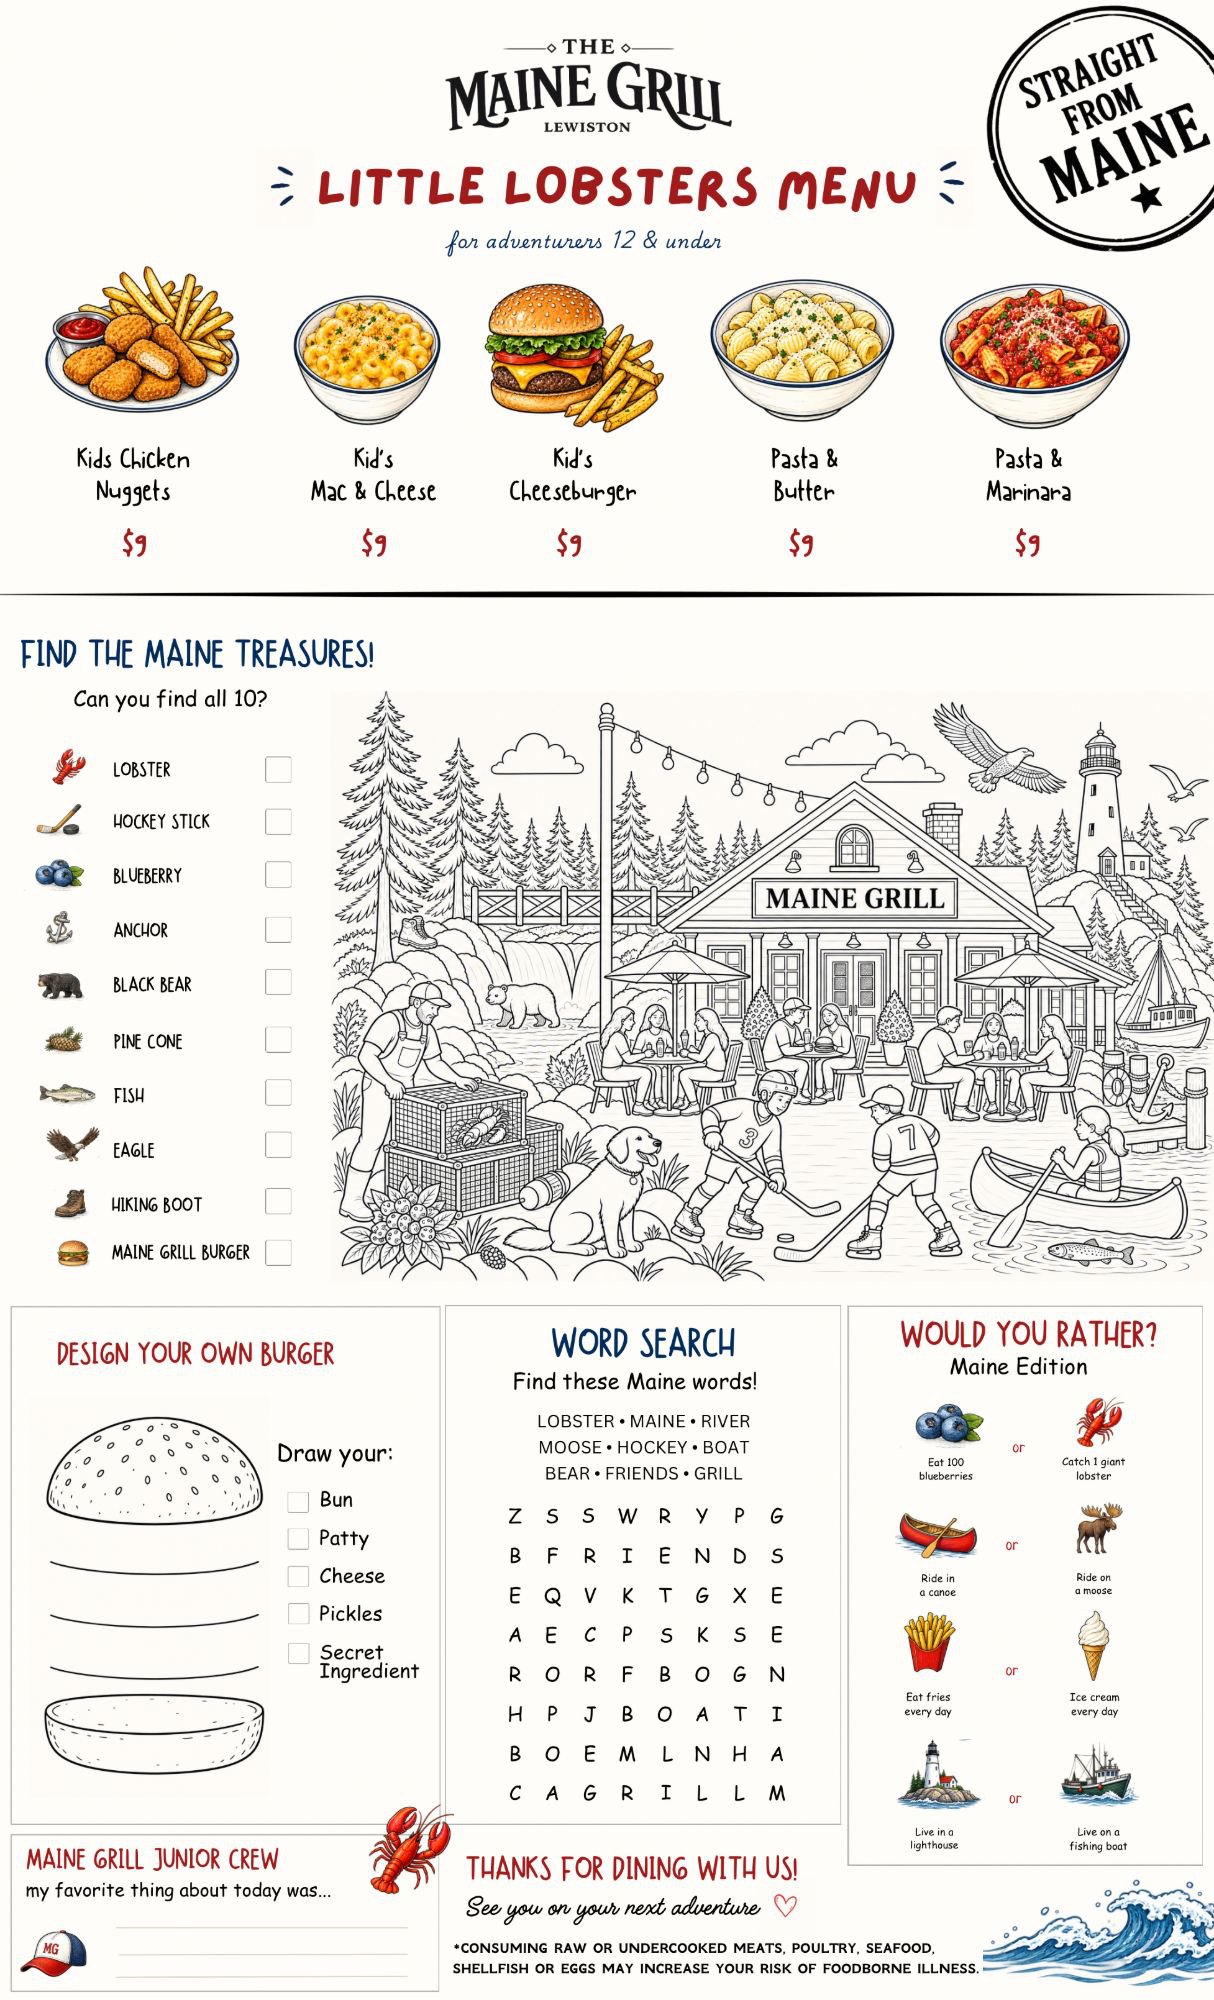 THE
MAINE GRILL
LEWISTON
STRAIGHT
FROM
MAINE
LITTLE LOBSTERS MENU
for adventurers 12 & under
Kids Chicken
Nuggets
$9
Kid's
Mac & Cheese
$9
Kid's
Cheeseburger
$9
Pasta &
Butter
$9
Pasta &
Marinara
$9
FIND THE MAINE TREASURES!
Can you find all 10?
LOBSTER
HOCKEY STICK
BLUEBERRY
ANCHOR
BLACK BEAR
PINE CONE
FISH
EAGLE
HIKING BOOT
MAINE GRILL BURGER
MAINE GRILL
3
7
DESIGN YOUR OWN BURGER
Draw your:
Bun
Patty
Cheese
Pickles
Secret
Ingredient
WORD SEARCH
Find these Maine words!
LOBSTER • MAINE • RIVER
MOOSE • HOCKEY • BOAT
BEAR • FRIENDS • GRILL
Z S S W R Y P G
B F R I E N D S
E Q V K T G X E
A E C P S K S E
R O R F B O G N
H P J B O A T I
B O E M L N H A
C A G R I L L M
WOULD YOU RATHER?
Maine Edition
Eat 100
blueberries
or
Catch 1 giant
lobster
Ride in
a canoe
or
Ride on
a moose
Eat fries
every day
or
Ice cream
every day
Live in a
lighthouse
or
Live on a
fishing boat
MAINE GRILL JUNIOR CREW
my favorite thing about today was...
MG
THANKS FOR DINING WITH US!
See you on your next adventure
*CONSUMING RAW OR UNDERCOOKED MEATS, POULTRY, SEAFOOD,
SHELLFISH OR EGGS MAY INCREASE YOUR RISK OF FOODBORNE ILLNESS.